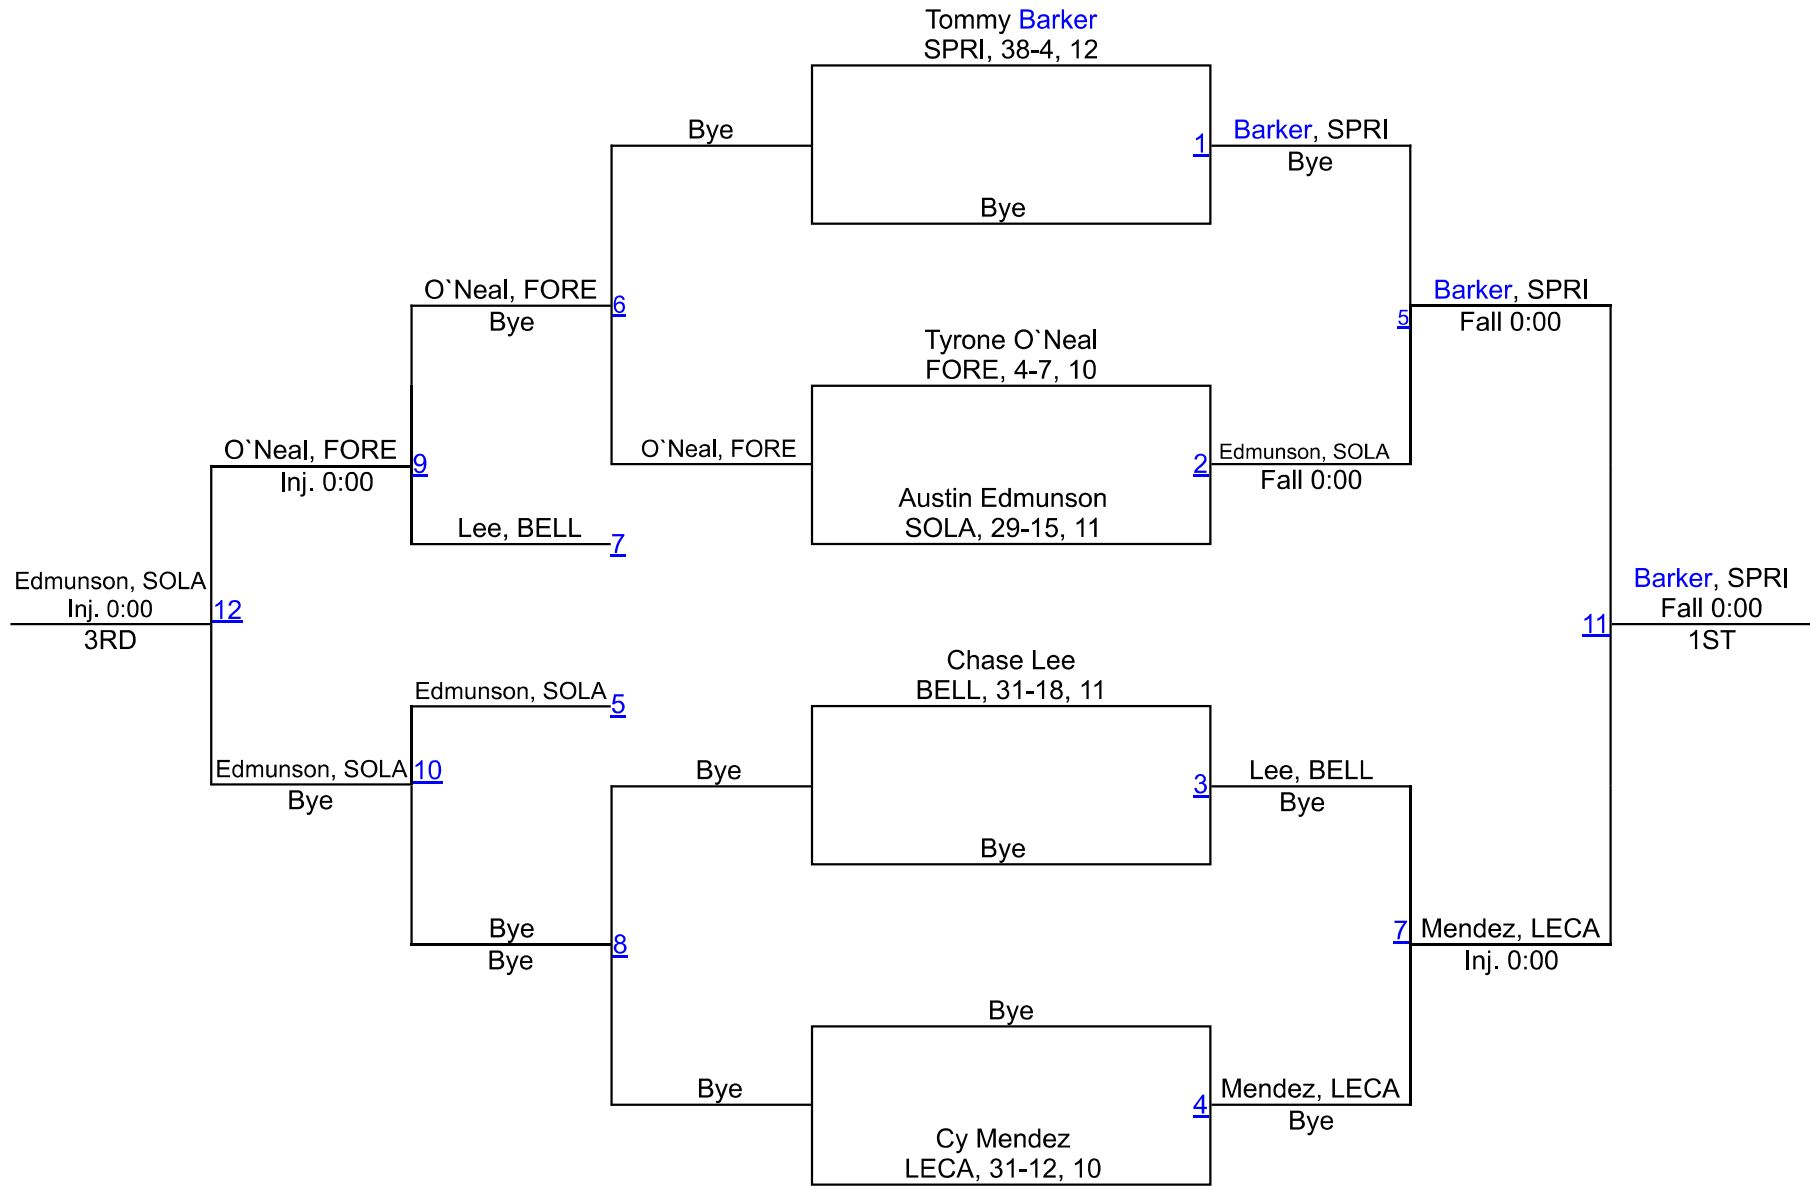 Tommy Barker
SPRI, 38-4, 12
Bye
1
Barker, SPRI
Bye
Bye
O`Neal, FORE
Bye
6
Barker, SPRI
Fall 0:00
5
Tyrone O`Neal
FORE, 4-7, 10
O`Neal, FORE
Inj. 0:00
9
O`Neal, FORE
2
Edmunson, SOLA
Fall 0:00
Austin Edmunson
SOLA, 29-15, 11
Lee, BELL
7
Edmunson, SOLA
Inj. 0:00
3RD
12
Barker, SPRI
Fall 0:00
1ST
11
Chase Lee
BELL, 31-18, 11
Edmunson, SOLA
5
Edmunson, SOLA
Bye
10
Bye
3
Lee, BELL
Bye
Bye
Bye
Bye
8
7
Mendez, LECA
Inj. 0:00
Bye
Bye
4
Mendez, LECA
Bye
Cy Mendez
LECA, 31-12, 10